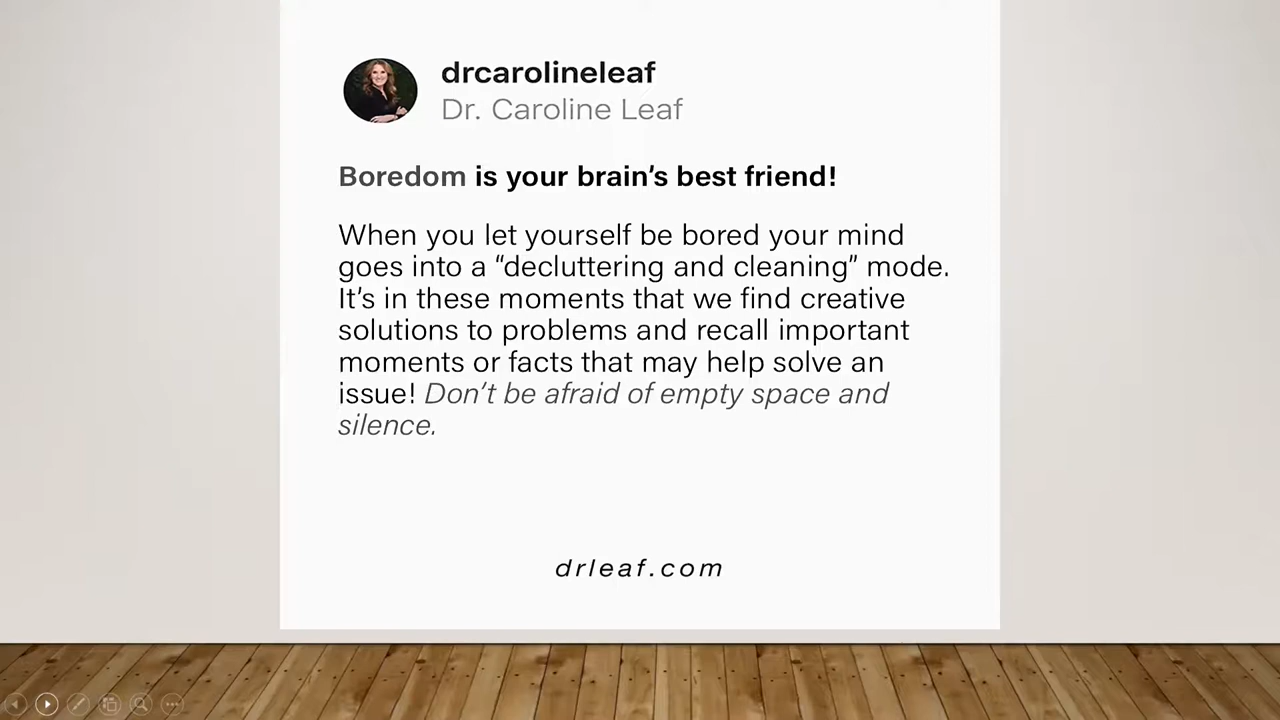 drcarolineleaf
Dr. Caroline Leaf
Boredom is your brain’s best friend!
When you let yourself be bored your mind
goes into a “decluttering and cleaning” mode.
It’s in these moments that we find creative
solutions to problems and recall important
moments or facts that may help solve an
issue! Don’t be afraid of empty space and
silence.
drleaf.com